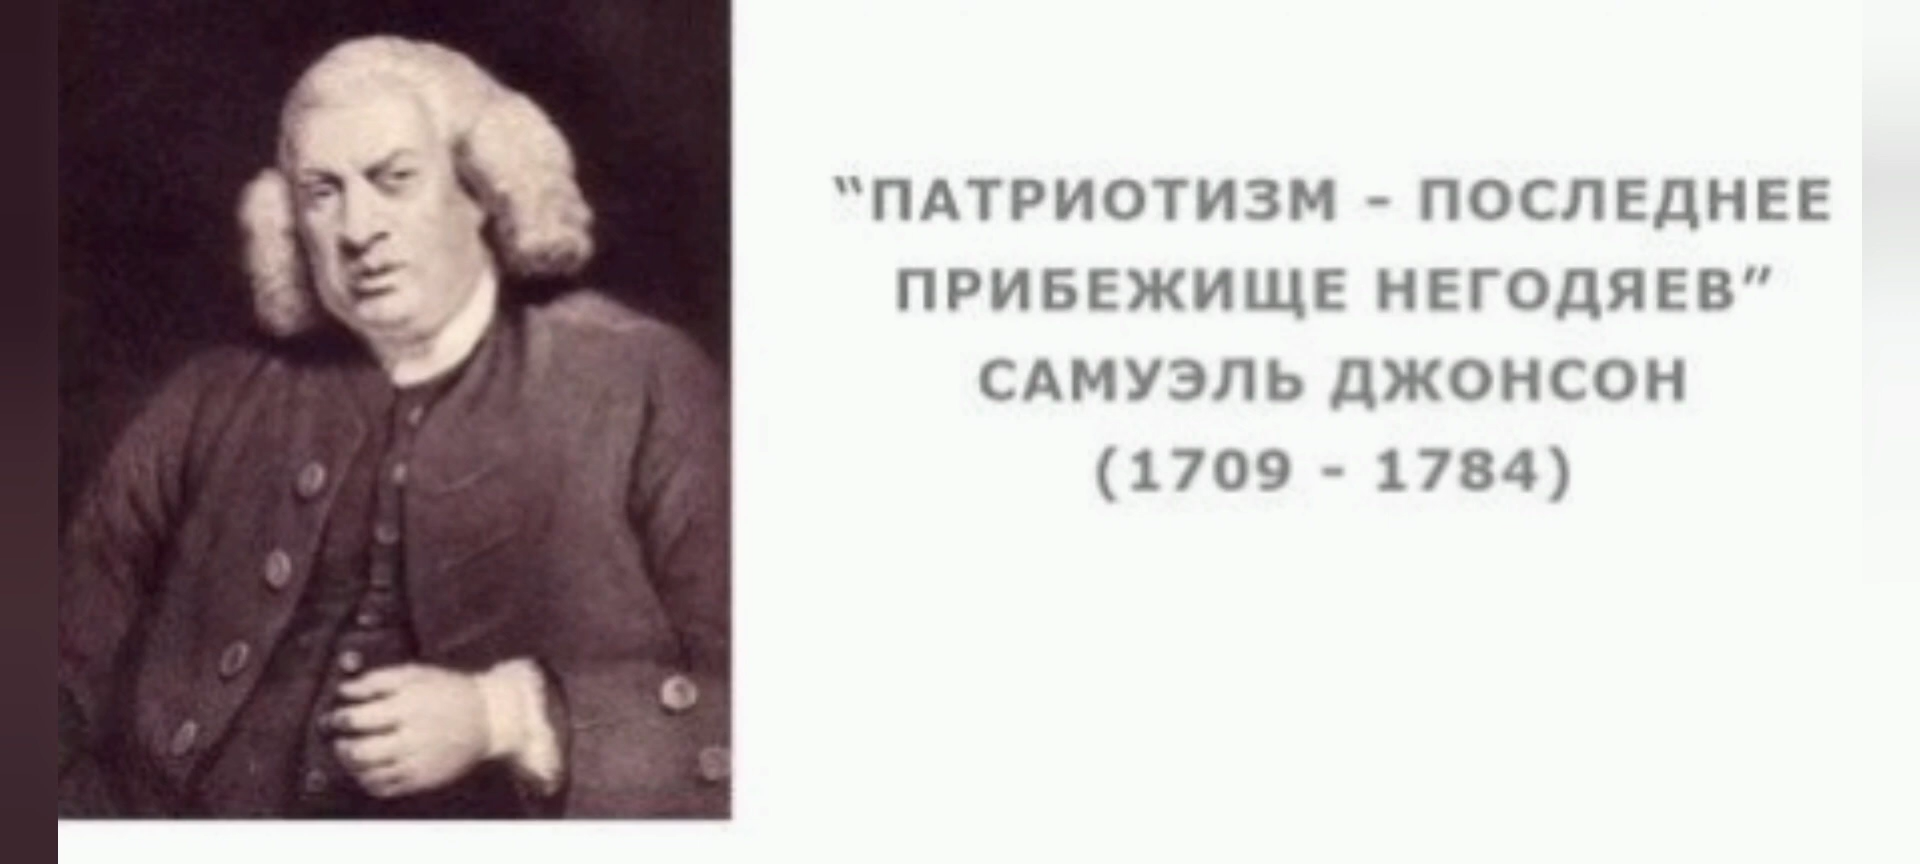 “ПАТРИОТИЗМ – ПОСЛЕДНЕЕ
ПРИБЕЖИЩЕ НЕГОДЯЕВ”
САМУЭЛЬ ДЖОНСОН
(1709 - 1784)